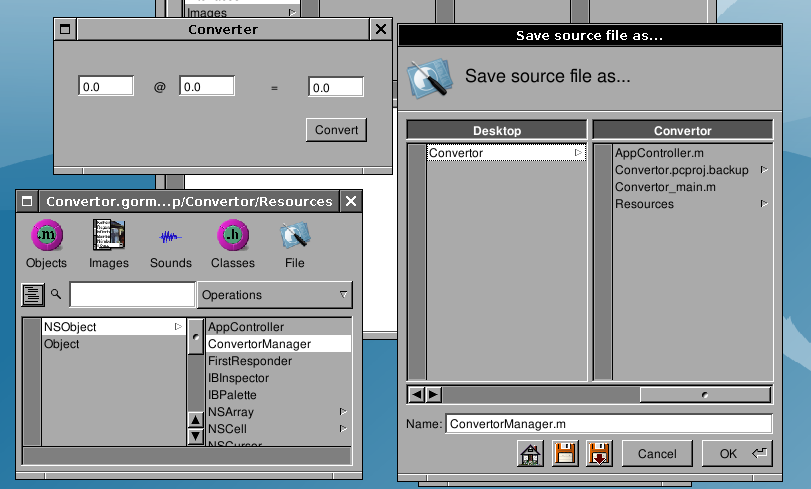 Images
Converter
0.0 @ 0.0 = 0.0
Convert
Convertor.gorm...p/Convertor/Resources
Objects Images Sounds Classes File
Operations
NSObject
Object
AppController
ConvertorManager
FirstResponder
IBInspector
IBPalette
NSArray
NSCell
NSCursor
Save source file as...
Save source file as...
Desktop
Convertor
Convertor
AppController.m
Convertor.pcproj.backup
Convertor_main.m
Resources
Name: ConvertorManager.m
Cancel
OK